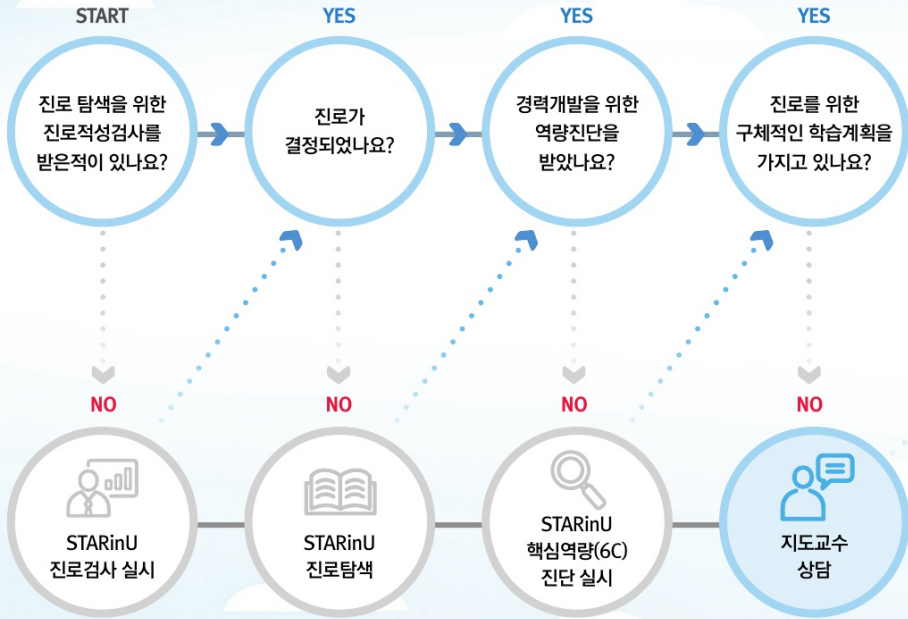 START
YES
YES
YES
진로 탐색을 위한
진로적성검사를
받은적이 있나요?
진로가
결정되었나요?
경력개발을 위한
역량진단을
받았나요?
진로를 위한
구체적인 학습계획을
가지고 있나요?
NO
NO
NO
NO
STARinU
진로검사 실시
STARinU
진로탐색
STARinU
핵심역량(6C)
진단 실시
지도교수
상담